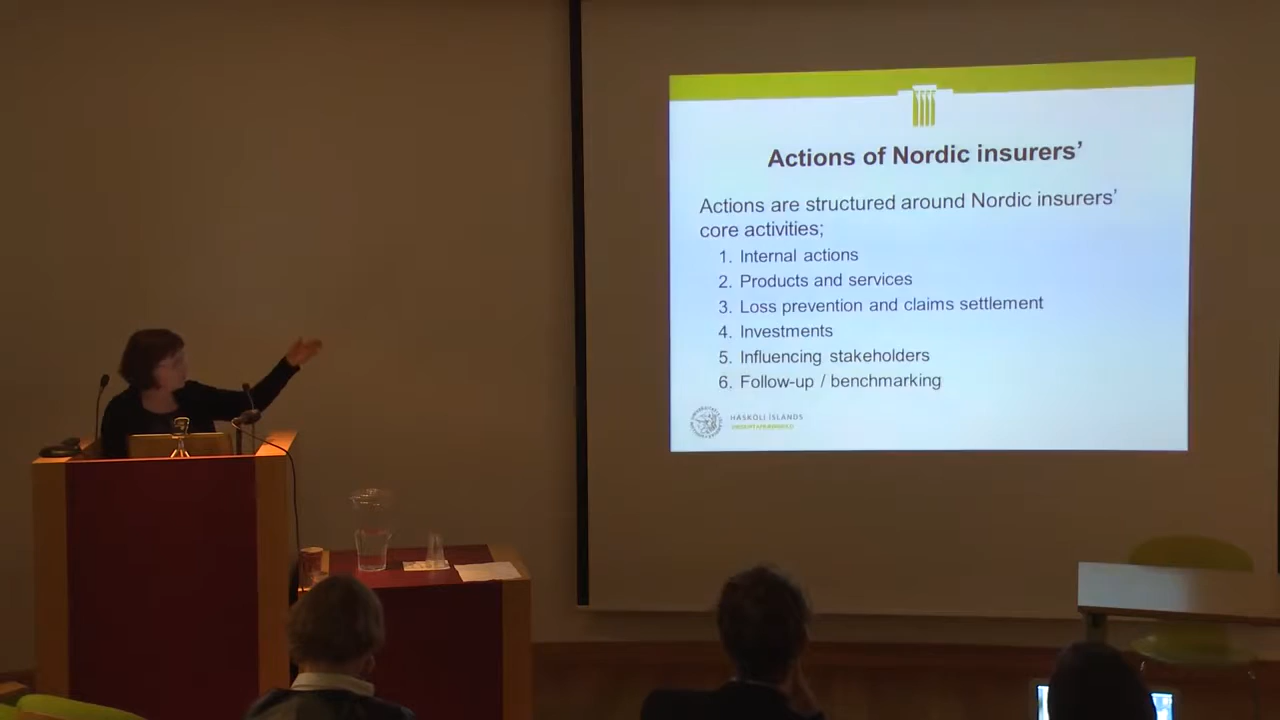 Actions of Nordic insurers’
Actions are structured around Nordic insurers’
core activities;
1. Internal actions
2. Products and services
3. Loss prevention and claims settlement
4. Investments
5. Influencing stakeholders
6. Follow-up / benchmarking
HÁSKÓLI ÍSLANDS